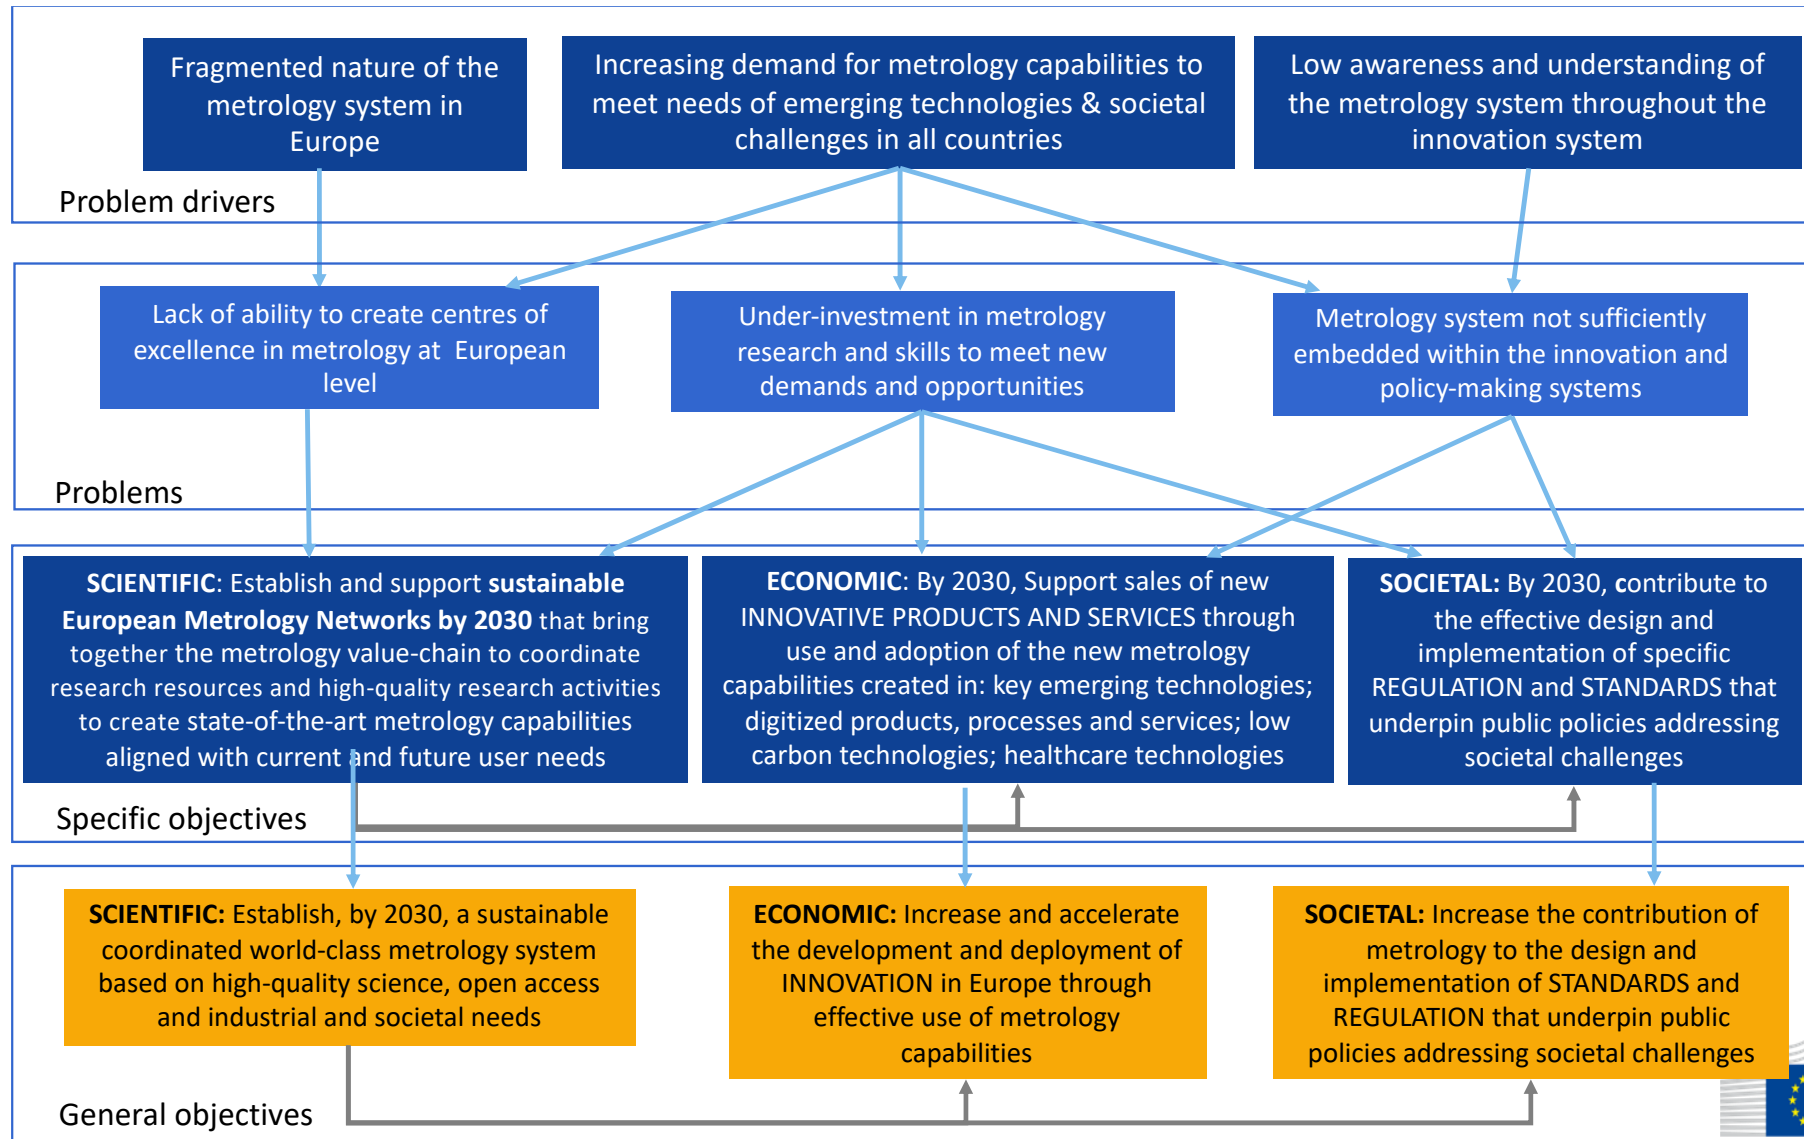 Fragmented nature of the
metrology system in
Europe
Increasing demand for metrology capabilities to
meet needs of emerging technologies & societal
challenges in all countries
Low awareness and understanding of
the metrology system throughout the
innovation system
Problem drivers
Lack of ability to create centres of
excellence in metrology at European
level
Under-investment in metrology
research and skills to meet new
demands and opportunities
Metrology system not sufficiently
embedded within the innovation and
policy-making systems
Problems
SCIENTIFIC: Establish and support sustainable
European Metrology Networks by 2030 that bring
together the metrology value-chain to coordinate
research resources and high-quality research activities
to create state-of-the-art metrology capabilities
aligned with current and future user needs
ECONOMIC: By 2030, Support sales of new
INNOVATIVE PRODUCTS AND SERVICES through
use and adoption of the new metrology
capabilities created in: key emerging technologies;
digitized products, processes and services; low
carbon technologies; healthcare technologies
SOCIETAL: By 2030, contribute to
the effective design and
implementation of specific
REGULATION and STANDARDS that
underpin public policies addressing
societal challenges
Specific objectives
SCIENTIFIC: Establish, by 2030, a sustainable
coordinated world-class metrology system
based on high-quality science, open access
and industrial and societal needs
ECONOMIC: Increase and accelerate
the development and deployment of
INNOVATION in Europe through
effective use of metrology
capabilities
SOCIETAL: Increase the contribution of
metrology to the design and
implementation of STANDARDS and
REGULATION that underpin public
policies addressing societal challenges
General objectives